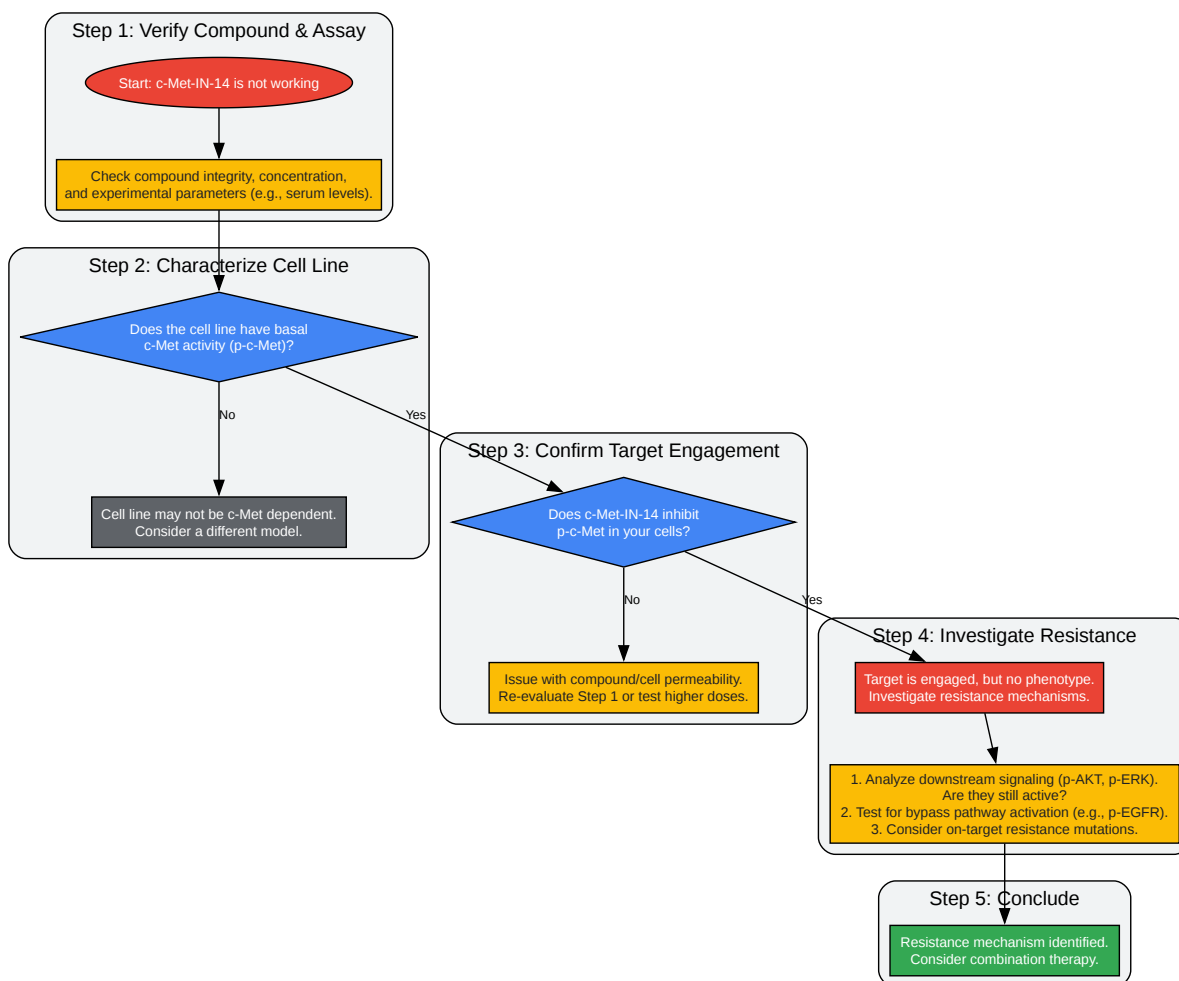 Step 1: Verify Compound & Assay
Start: c-Met-IN-14 is not working
Check compound integrity, concentration,
and experimental parameters (e.g., serum levels).
Step 2: Characterize Cell Line
Does the cell line have basal
c-Met activity (p-c-Met)?
No
Yes
Cell line may not be c-Met dependent.
Consider a different model.
Step 3: Confirm Target Engagement
Does c-Met-IN-14 inhibit
p-c-Met in your cells?
No
Yes
Issue with compound/cell permeability.
Re-evaluate Step 1 or test higher doses.
Step 4: Investigate Resistance
Target is engaged, but no phenotype.
Investigate resistance mechanisms.
1. Analyze downstream signaling (p-AKT, p-ERK).
Are they still active?
2. Test for bypass pathway activation (e.g., p-EGFR).
3. Consider on-target resistance mutations.
Step 5: Conclude
Resistance mechanism identified.
Consider combination therapy.